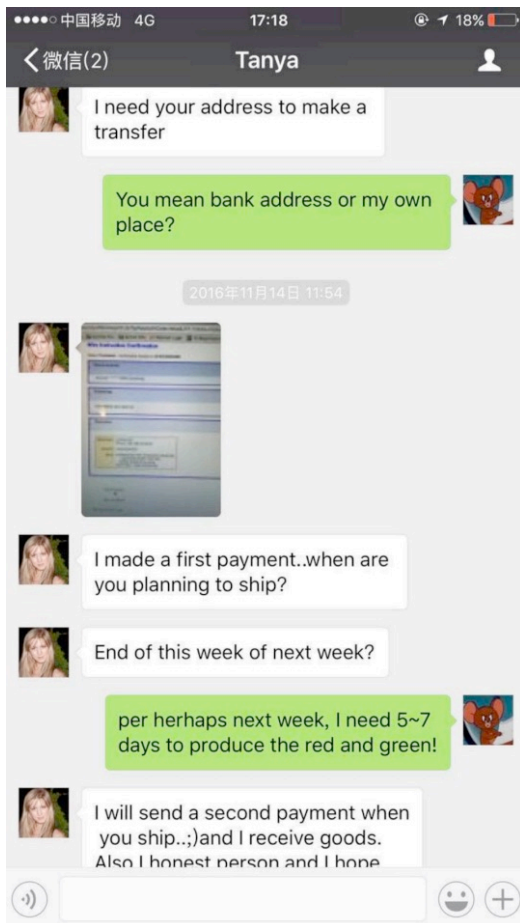 中国移动 4G 17:18 18%
微信(2) Tanya
I need your address to make a
transfer
You mean bank address or my own
place?
2016年11月14日 11:54
I made a first payment..when are
you planning to ship?
End of this week of next week?
per herhaps next week, I need 5~7
days to produce the red and green!
I will send a second payment when
you ship..;)and I receive goods.
Also I honest person and I hope